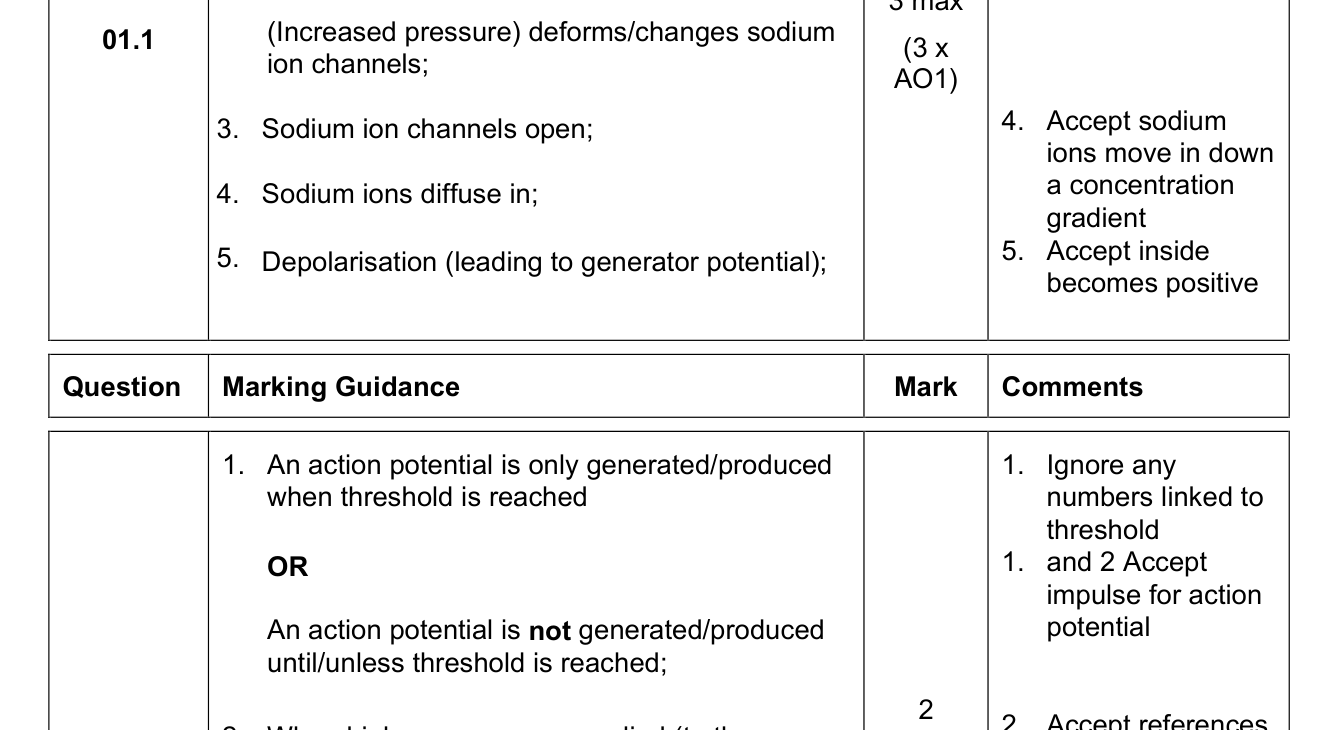 01.1
(Increased pressure) deforms/changes sodium
ion channels;
3. Sodium ion channels open;
4. Sodium ions diffuse in;
5. Depolarisation (leading to generator potential);
3 max
(3 x
AO1)
4. Accept sodium
ions move in down
a concentration
gradient
5. Accept inside
becomes positive
Question Marking Guidance Mark Comments
1. An action potential is only generated/produced
when threshold is reached
OR
An action potential is not generated/produced
until/unless threshold is reached;
2
1. Ignore any
numbers linked to
threshold
1. and 2 Accept
impulse for action
potential
2. Accept references